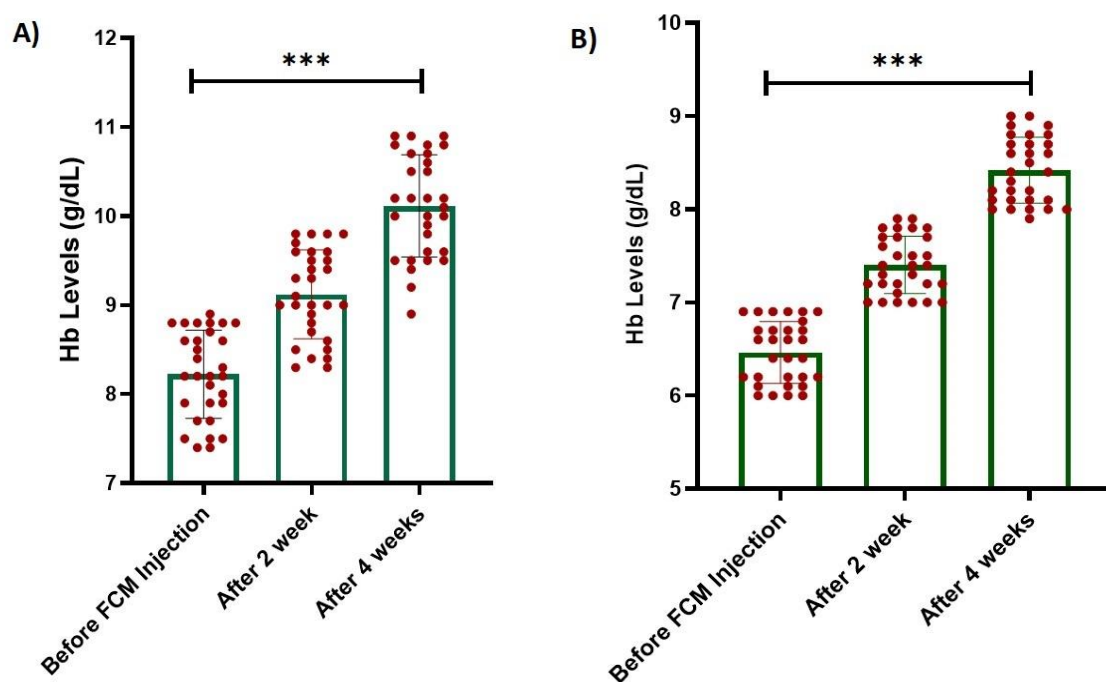 A)
Hb Levels (g/dL)
12
11
10
9
8
7
***
Before FCM Injection
After 2 week
After 4 weeks
B)
Hb Levels (g/dL)
10
9
8
7
6
5
***
Before FCM Injection
After 2 week
After 4 weeks